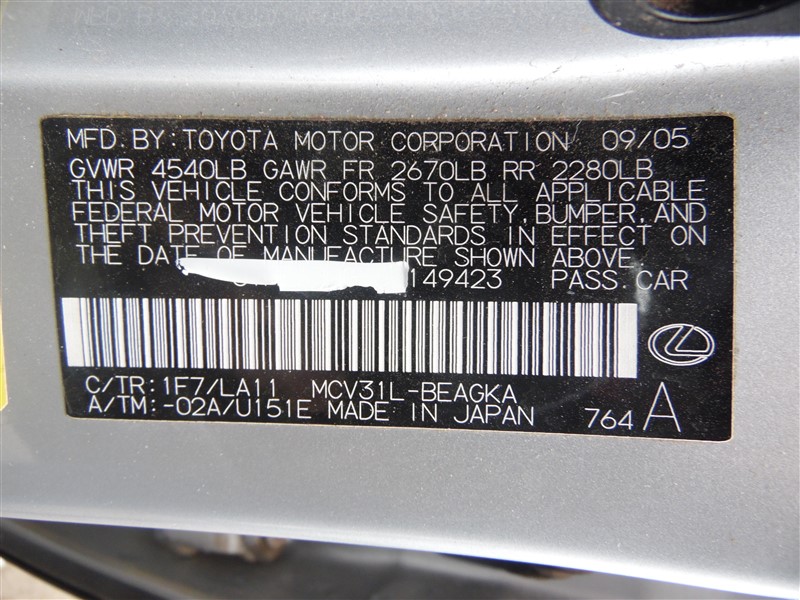 MFD. BY: TOYOTA MOTOR CORPORATION 09/05
GVWR 4540LB GAWR FR 2670LB RR 2280LB
THIS VEHICLE CONFORMS TO ALL APPLICABLE
FEDERAL MOTOR VEHICLE SAFETY, BUMPER, AND
THEFT PREVENTION STANDARDS IN EFFECT ON
THE DATE OF MANUFACTURE SHOWN ABOVE
149423 PASS. CAR
C/TR: 1F7/LA11 MCV31L-BEAGKA
A/TM: -02A/U151E MADE IN JAPAN 764 A